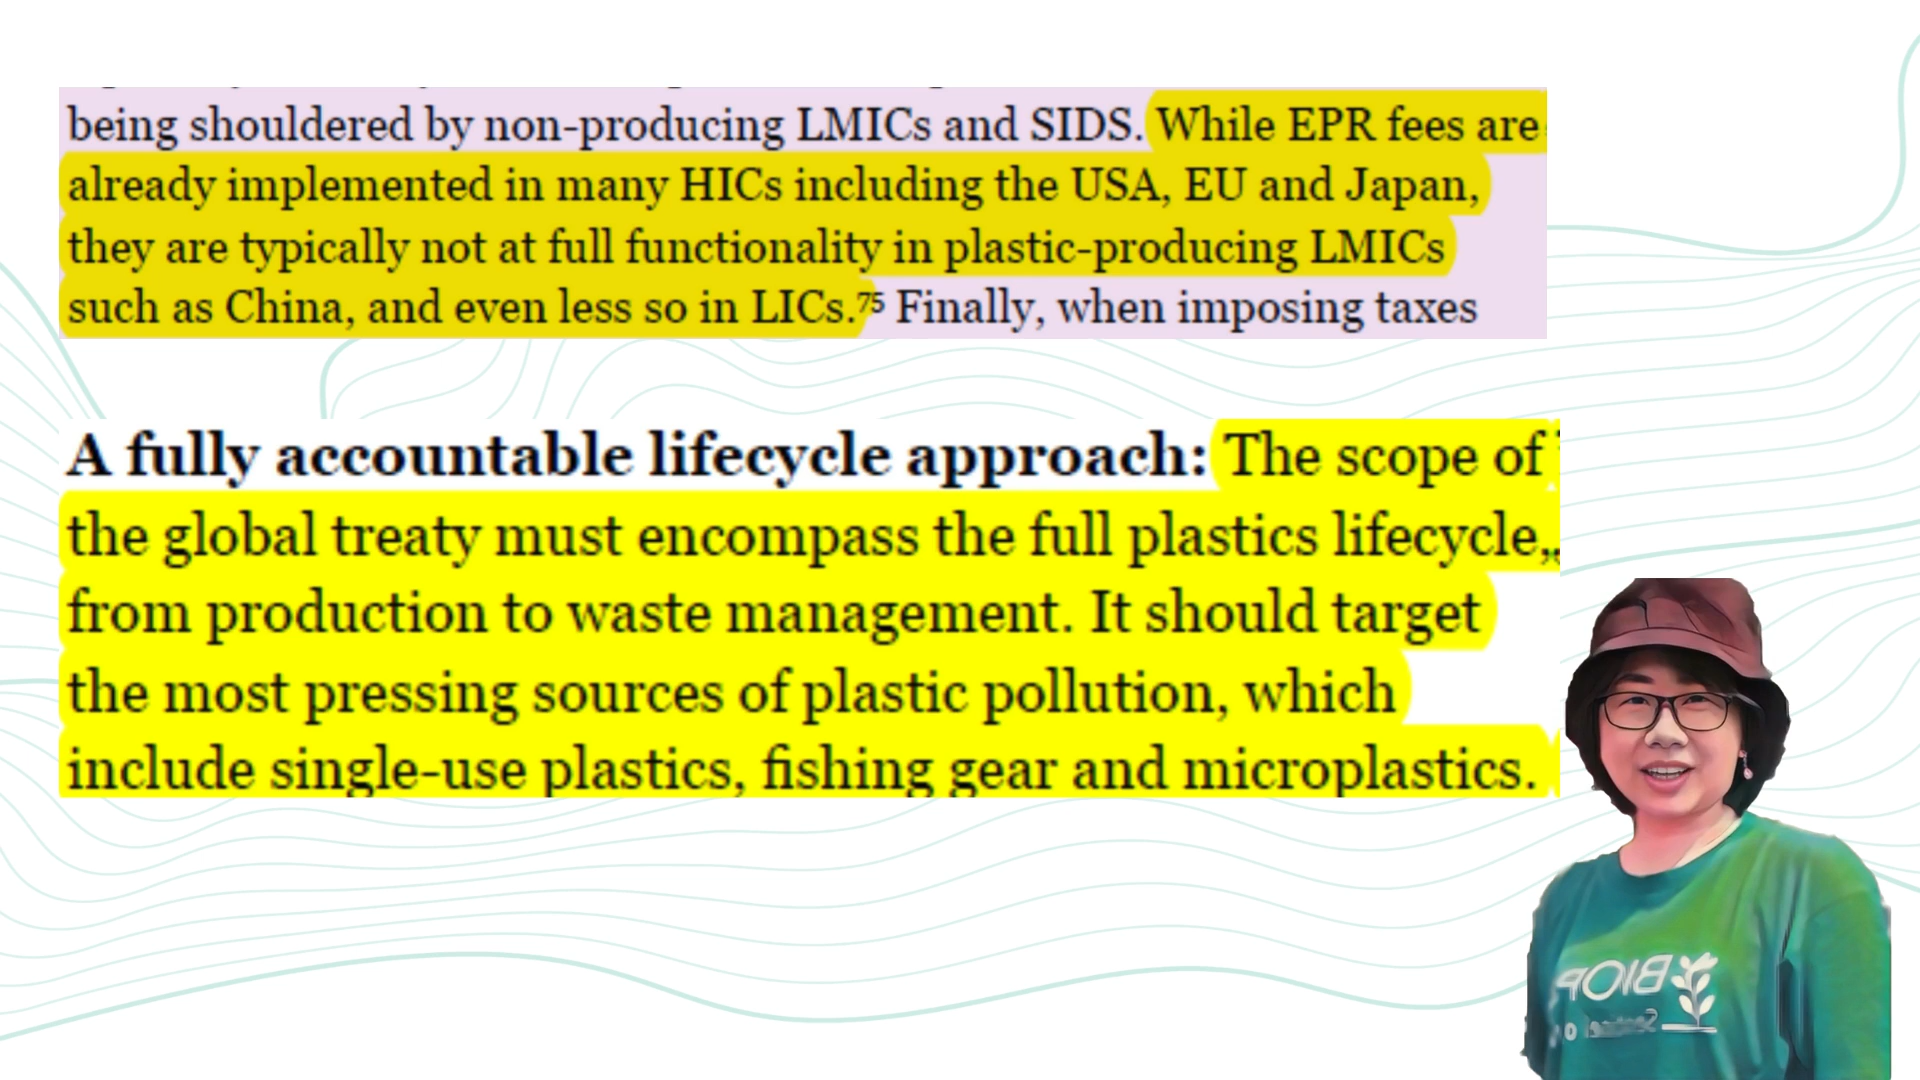 being shouldered by non-producing LMICs and SIDS. While EPR fees are
already implemented in many HICs including the USA, EU and Japan,
they are typically not at full functionality in plastic-producing LMICs
such as China, and even less so in LICs.⁷⁵ Finally, when imposing taxes
A fully accountable lifecycle approach: The scope of
the global treaty must encompass the full plastics lifecycle,
from production to waste management. It should target
the most pressing sources of plastic pollution, which
include single-use plastics, fishing gear and microplastics.
BIOP